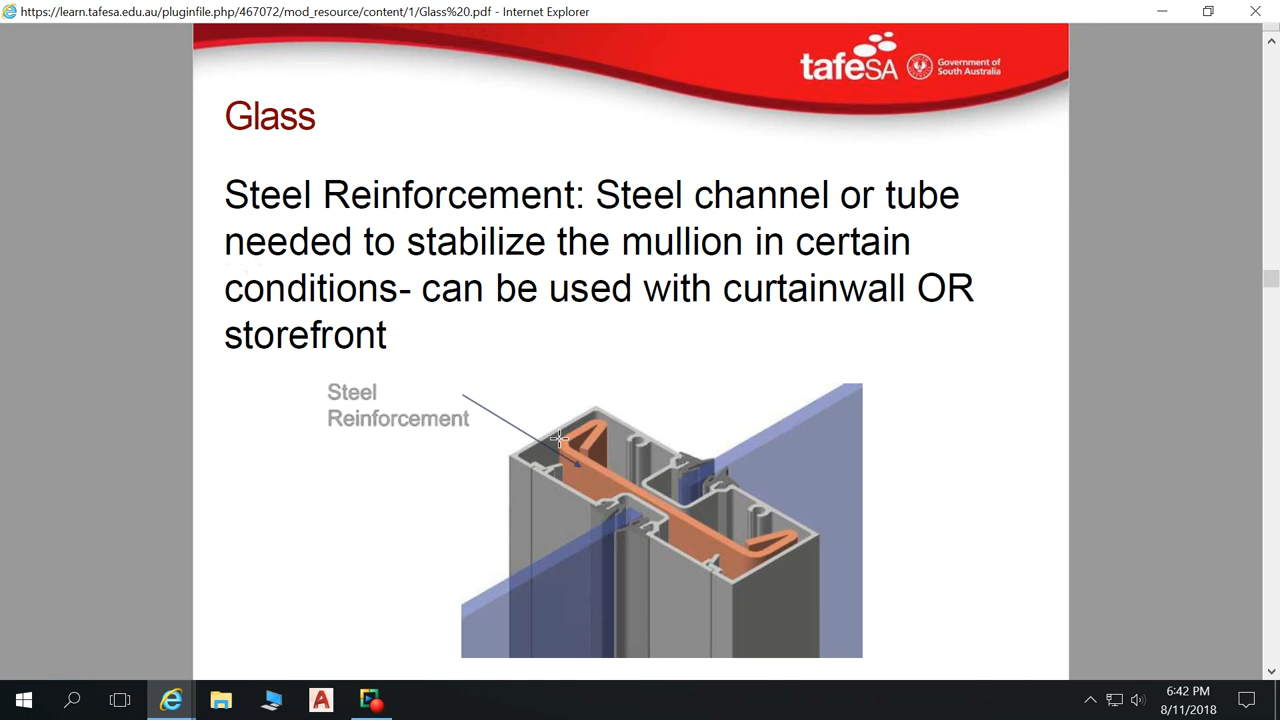 https://learn.tafesa.edu.au/pluginfile.php/467072/mod_resource/content/1/Glass%20.pdf - Internet Explorer
tafeSA
Government of
South Australia
Glass
Steel Reinforcement: Steel channel or tube
needed to stabilize the mullion in certain
conditions- can be used with curtainwall OR
storefront
Steel
Reinforcement
6:42 PM
8/11/2018